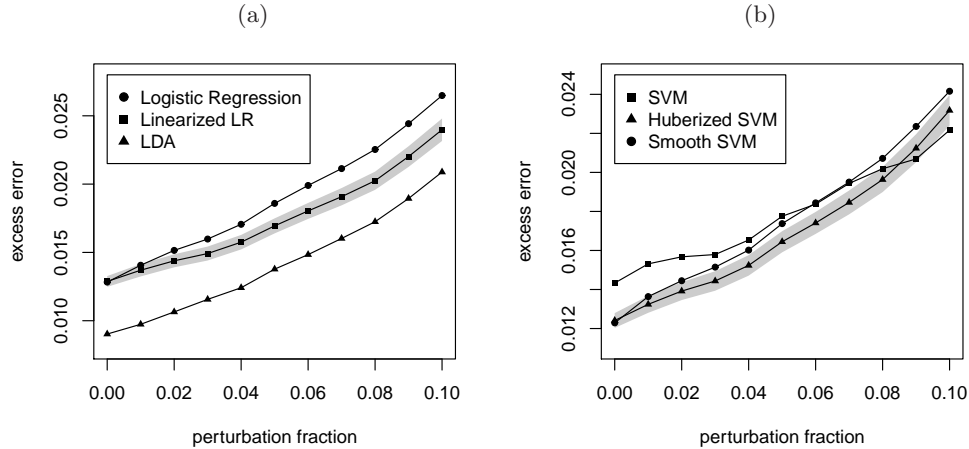 (a)
Logistic Regression
Linearized LR
LDA
0.025
0.020
0.015
0.010
excess error
0.00 0.02 0.04 0.06 0.08 0.10
perturbation fraction
(b)
SVM
Huberized SVM
Smooth SVM
0.024
0.020
0.016
0.012
excess error
0.00 0.02 0.04 0.06 0.08 0.10
perturbation fraction